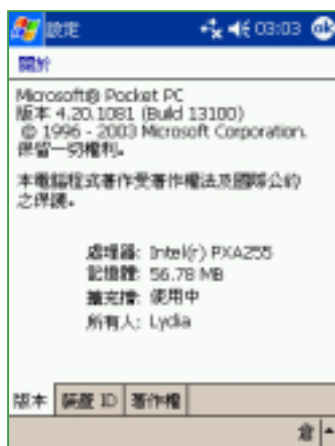 設定 03:03 ok
關於
Microsoft® Pocket PC
版本 4.20.1081 (Build 13100)
© 1996 - 2003 Microsoft Corporation.
保留一切權利。
本電腦程式著作受著作權法及國際公約
之保護。
處理器: Intel(r) PXA255
記憶體: 56.78 MB
擴充槽: 使用中
所有人: Lydia
版本 裝置 ID 著作權
倉